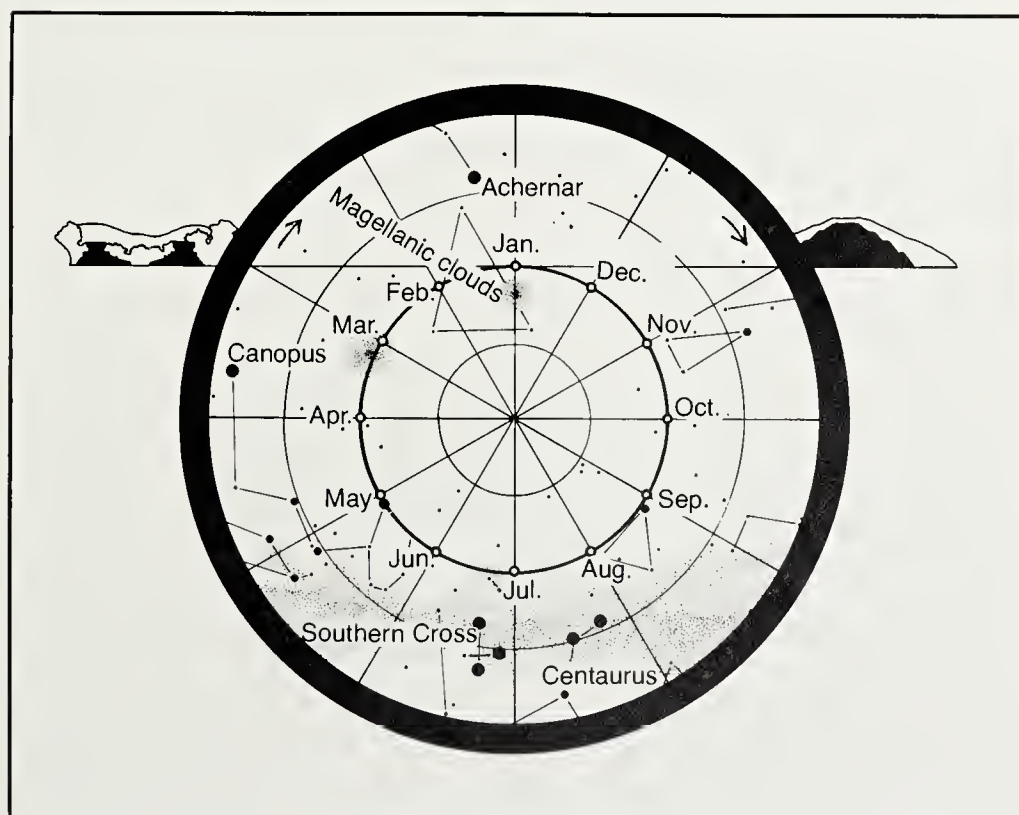 Achernar
Magellanic clouds
Jan.
Dec.
Feb.
Nov.
Mar.
Canopus
Apr.
Oct.
May
Sep.
Jun.
Aug.
Jul.
Southern Cross
Centaurus